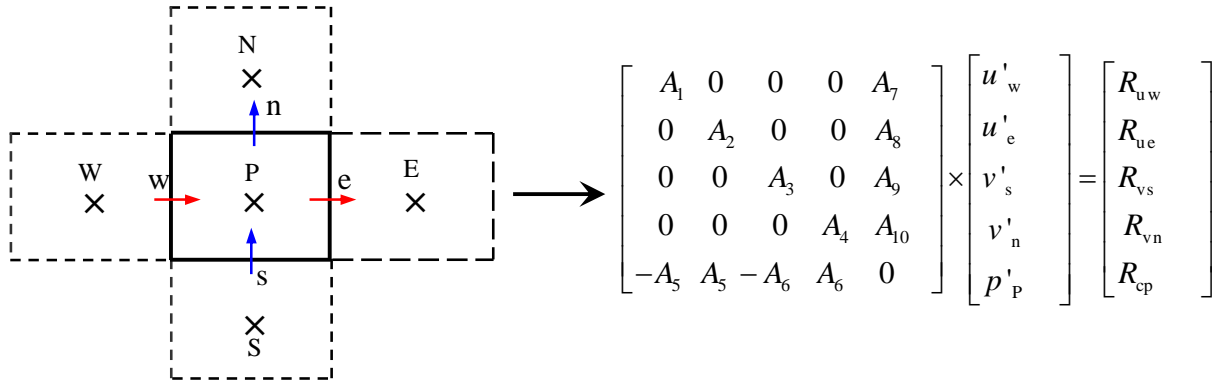 N
n
W w P e E
s
S
A₁ 0 0 0 A₇
0 A₂ 0 0 A₈
0 0 A₃ 0 A₉
0 0 0 A₄ A₁₀
−A₅ A₅ −A₆ A₆ 0
×
u'w
u'e
v's
v'n
p'P
=
Ruw
Rue
Rvs
Rvn
Rcp